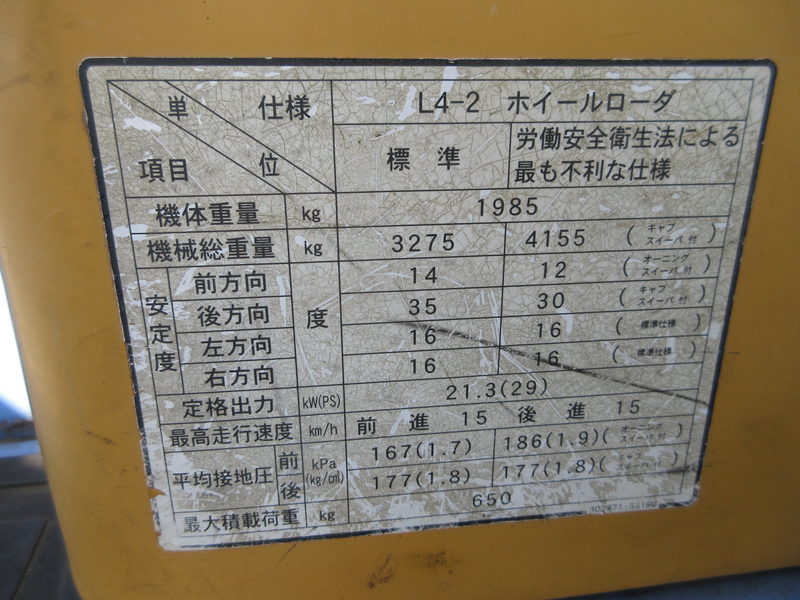 単 仕様 L4-2 ホイールローダ
項目 位 標準 労働安全衛生法による
最も不利な仕様
機体重量 kg 1985
機械総重量 kg 3275 4155 (キャブ スイーパ付)
安定度 前方向 度 14 12 (オーニング スイーパ付)
後方向 35 30 (キャブ スイーパ付)
左方向 16 16 (標準仕様)
右方向 16 16 (標準仕様)
定格出力 kW(PS) 21.3(29)
最高走行速度 km/h 前進 15 後進 15
平均接地圧 前 kPa (kg/c㎡) 167(1.7) 186(1.9) (オーニング スイーパ付)
後 177(1.8) 177(1.8) (キャブ スイーパ付)
最大積載荷重 kg 650